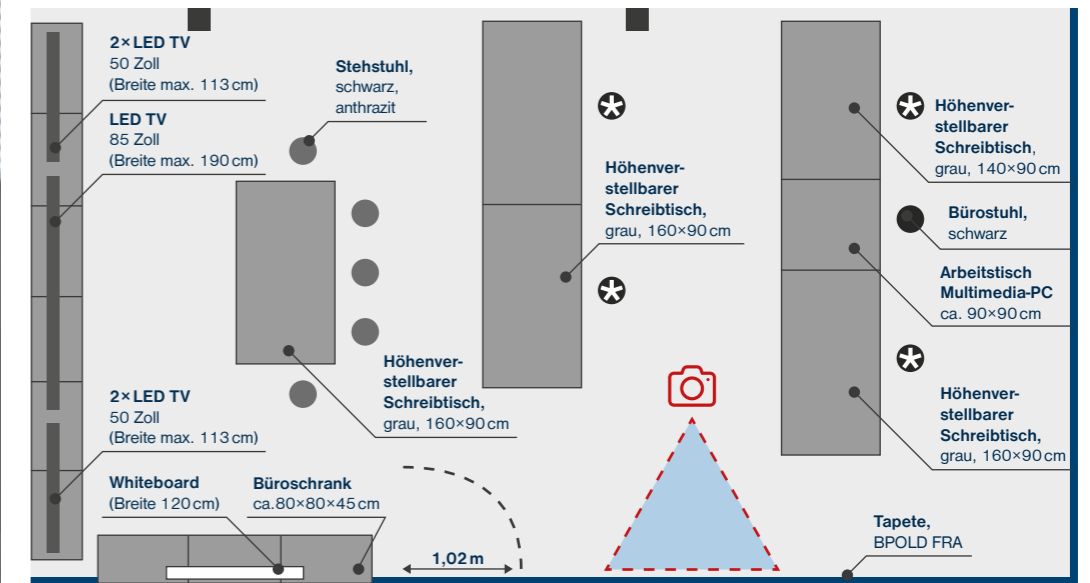 2×LED TV
50 Zoll
(Breite max. 113 cm)
LED TV
85 Zoll
(Breite max. 190 cm)
Stehstuhl,
schwarz,
anthrazit
Höhenver-
stellbarer
Schreibtisch,
grau, 160×90 cm
Höhenver-
stellbarer
Schreibtisch,
grau, 140×90 cm
Bürostuhl,
schwarz
Arbeitstisch
Multimedia-PC
ca. 90×90 cm
Höhenver-
stellbarer
Schreibtisch,
grau, 160×90 cm
Höhenver-
stellbarer
Schreibtisch,
grau, 160×90 cm
2×LED TV
50 Zoll
(Breite max. 113 cm)
Whiteboard
(Breite 120 cm)
Büroschrank
ca.80×80×45 cm
1,02 m
Tapete,
BPOLD FRA